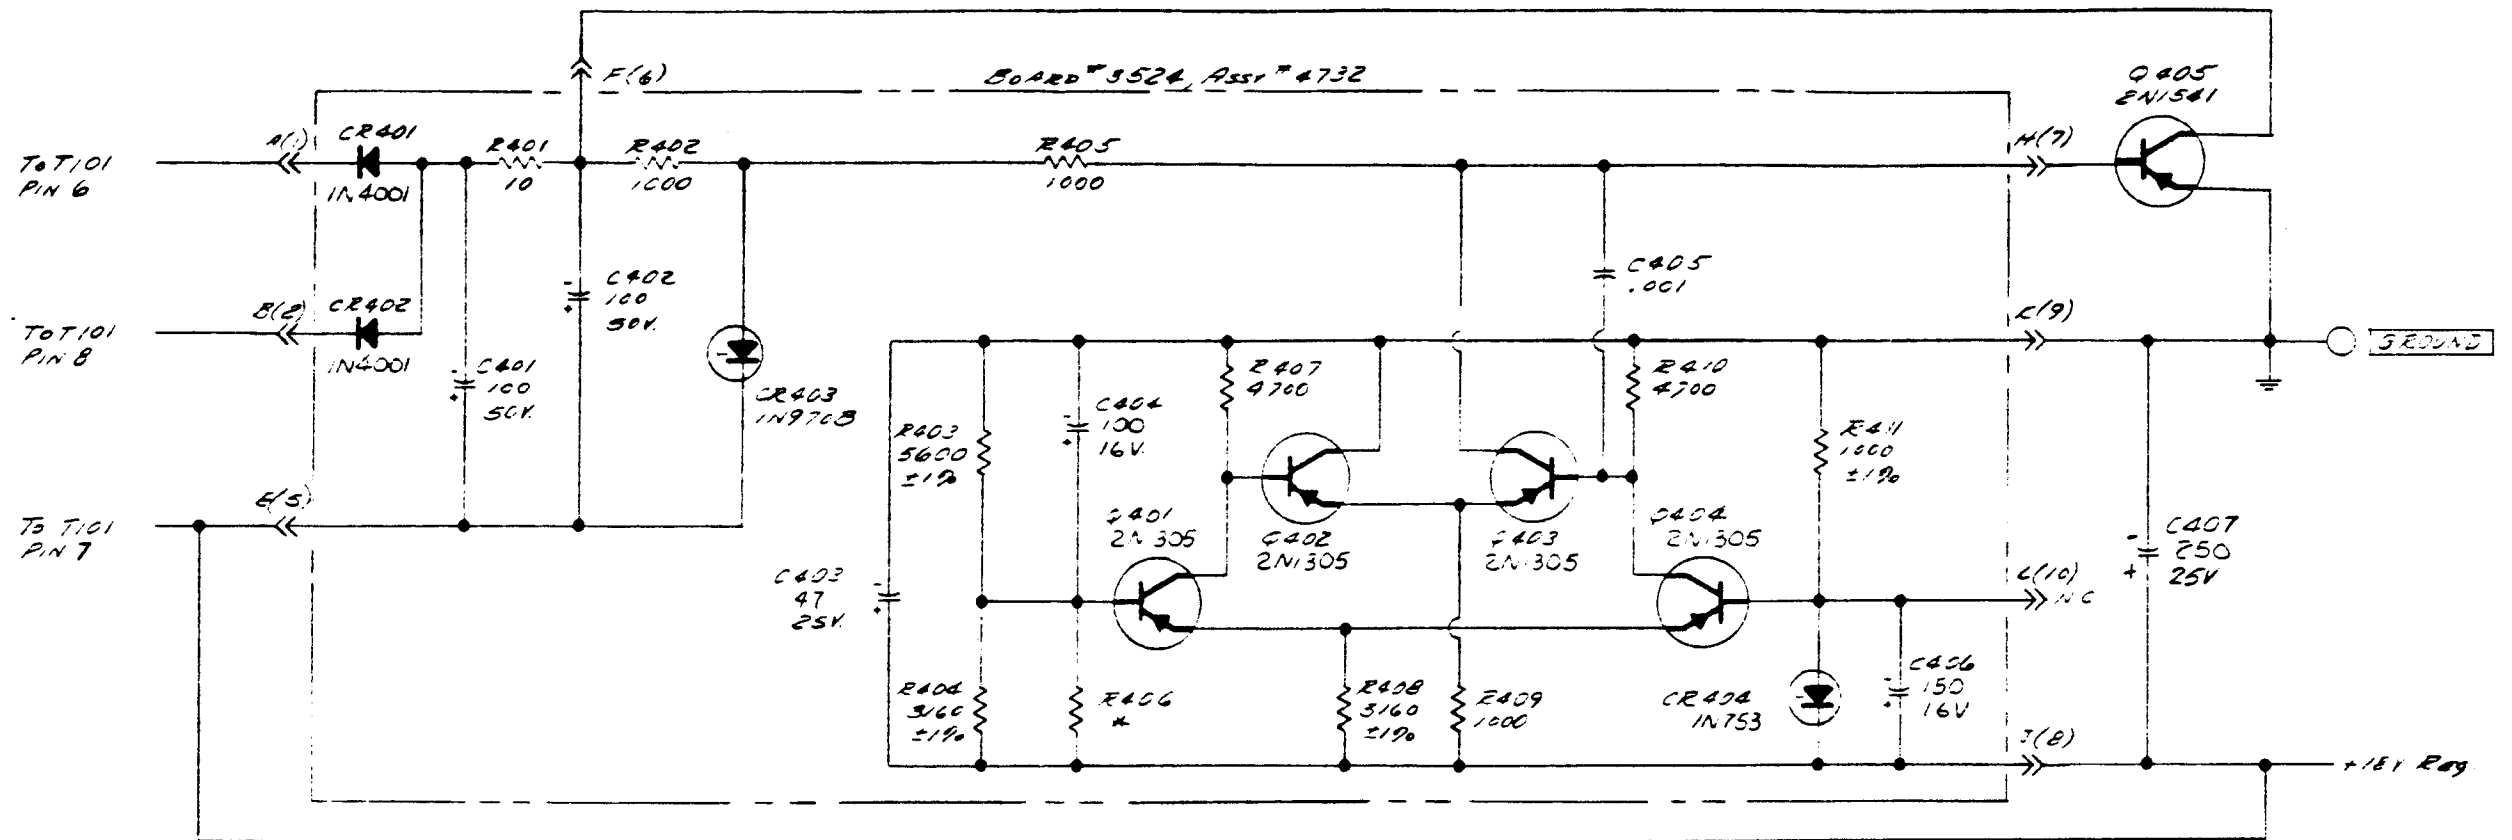 BOARD # 3524, ASSY # 4732
F(6)
Q405
2N1541
A(1)
CR401
1N4001
R401
10
R402
1000
R405
1000
H(7)
TO T101
PIN 6
B(2)
CR402
1N4001
TO T101
PIN 8
C401
100
50V.
C402
100
50V.
CR403
1N970B
C405
.001
K(9)
GROUND
R407
4700
R410
4700
C404
100
16V.
R403
5600
±1%
R411
1000
±1%
E(5)
TO T101
PIN 7
Q401
2N1305
Q402
2N1305
Q403
2N1305
Q404
2N1305
C407
250
25V
C403
47
25V.
L(10)
NC
R404
3160
±1%
R406
*
R408
3160
±1%
R409
1000
CR404
1N753
C406
150
16V
J(8)
+18V Reg.